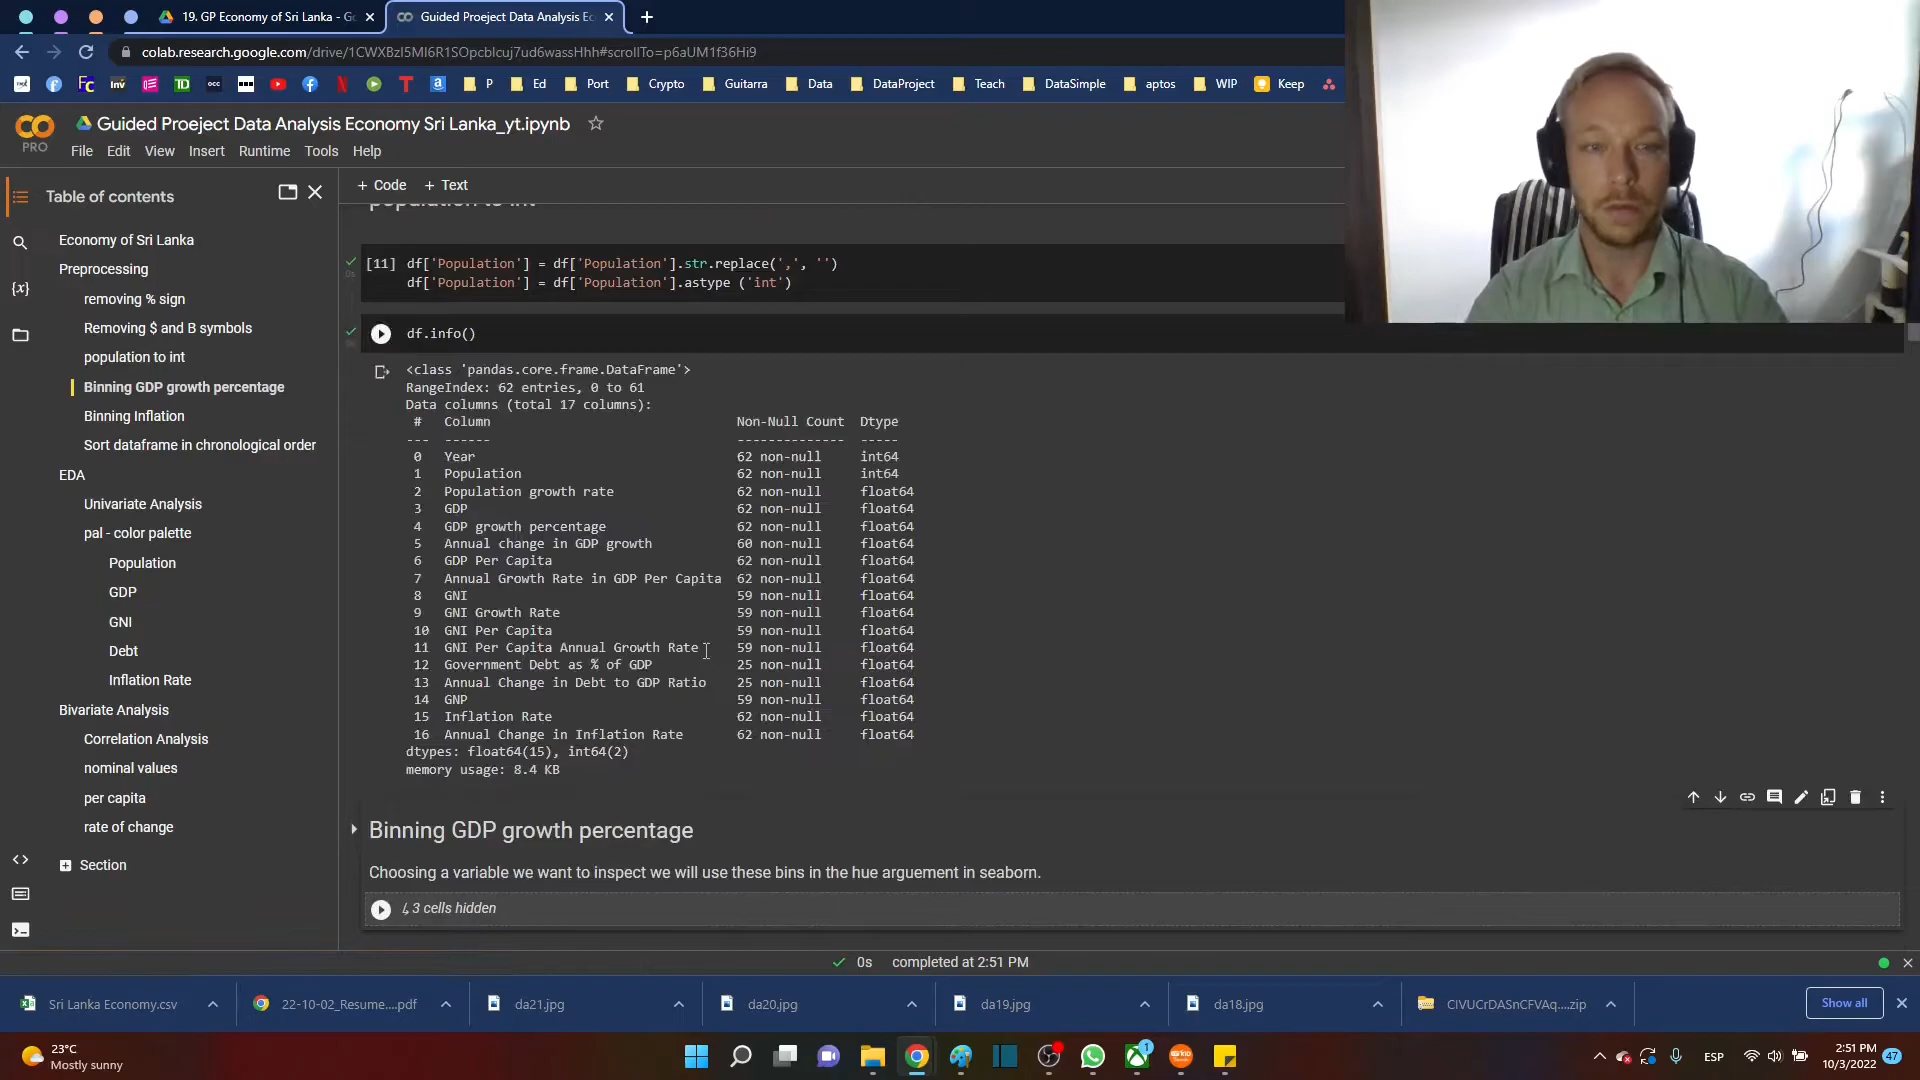 19. GP Economy of Sri Lanka - Go
Guided Proeject Data Analysis Ec
colab.research.google.com/drive/1CWXBzI5MI6R1SOpcblcuj7ud6wassHhh#scrollTo=p6aUM1f36Hi9
Inv
TD
occ
P
Ed
Port
Crypto
Guitarra
Data
DataProject
Teach
DataSimple
aptos
WIP
Keep
PRO
Guided Proeject Data Analysis Economy Sri Lanka_yt.ipynb
File Edit View Insert Runtime Tools Help
Table of contents
+ Code + Text
Economy of Sri Lanka
Preprocessing
removing % sign
Removing $ and B symbols
population to int
Binning GDP growth percentage
Binning Inflation
Sort dataframe in chronological order
EDA
Univariate Analysis
pal - color palette
Population
GDP
GNI
Debt
Inflation Rate
Bivariate Analysis
Correlation Analysis
nominal values
per capita
rate of change
Section
population to int
[11] df['Population'] = df['Population'].str.replace(',', '')
df['Population'] = df['Population'].astype ('int')
df.info()
<class 'pandas.core.frame.DataFrame'>
RangeIndex: 62 entries, 0 to 61
Data columns (total 17 columns):
# Column Non-Null Count Dtype
--- ------ -------------- -----
0 Year 62 non-null int64
1 Population 62 non-null int64
2 Population growth rate 62 non-null float64
3 GDP 62 non-null float64
4 GDP growth percentage 62 non-null float64
5 Annual change in GDP growth 60 non-null float64
6 GDP Per Capita 62 non-null float64
7 Annual Growth Rate in GDP Per Capita 62 non-null float64
8 GNI 59 non-null float64
9 GNI Growth Rate 59 non-null float64
10 GNI Per Capita 59 non-null float64
11 GNI Per Capita Annual Growth Rate 59 non-null float64
12 Government Debt as % of GDP 25 non-null float64
13 Annual Change in Debt to GDP Ratio 25 non-null float64
14 GNP 59 non-null float64
15 Inflation Rate 62 non-null float64
16 Annual Change in Inflation Rate 62 non-null float64
dtypes: float64(15), int64(2)
memory usage: 8.4 KB
Binning GDP growth percentage
Choosing a variable we want to inspect we will use these bins in the hue arguement in seaborn.
3 cells hidden
0s completed at 2:51 PM
Sri Lanka Economy.csv
22-10-02_Resume....pdf
da21.jpg
da20.jpg
da19.jpg
da18.jpg
CIVUCrDASnCFVAq....zip
Show all
23°C
Mostly sunny
1
ESP
2:51 PM
10/3/2022
47